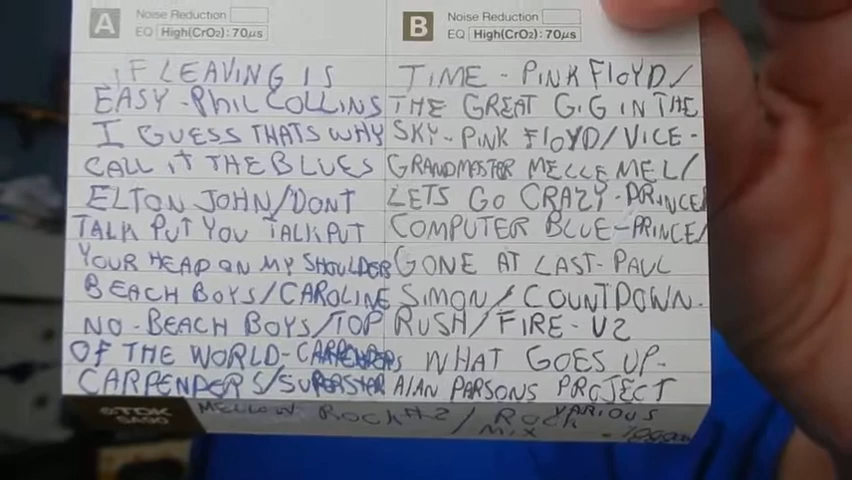 A
Noise Reduction
EQ High(CrO2):70µs
IF LEAVING IS
EASY-PHIL COLLINS
I GUESS THATS WHY
CALL IT THE BLUES
ELTON JOHN/DONT
TALK PUT YOU TALK PUT
YOUR HEAD ON MY SHOULDER
BEACH BOYS/CAROLINE
NO-BEACH BOYS/TOP
OF THE WORLD-CARPENDERS
CARPENDERS/SUPERSTER
B
Noise Reduction
EQ High(CrO2):70µs
TIME-PINK FLOYD/
THE GREAT GIG IN THE
SKY-PINK FLOYD/VICE-
GRANDMASTER MELLE MEL/
LETS GO CRAZY-PRINCE/
COMPUTER BLUE-PRINCE/
GONE AT LAST-PAUL
SIMON/COUNTDOWN-
RUSH/FIRE-U2
WHAT GOES UP-
ALAN PARSONS PROJECT
TDK
SA90
MELLOW ROCK#2/ROCK
MIX
VARIOUS